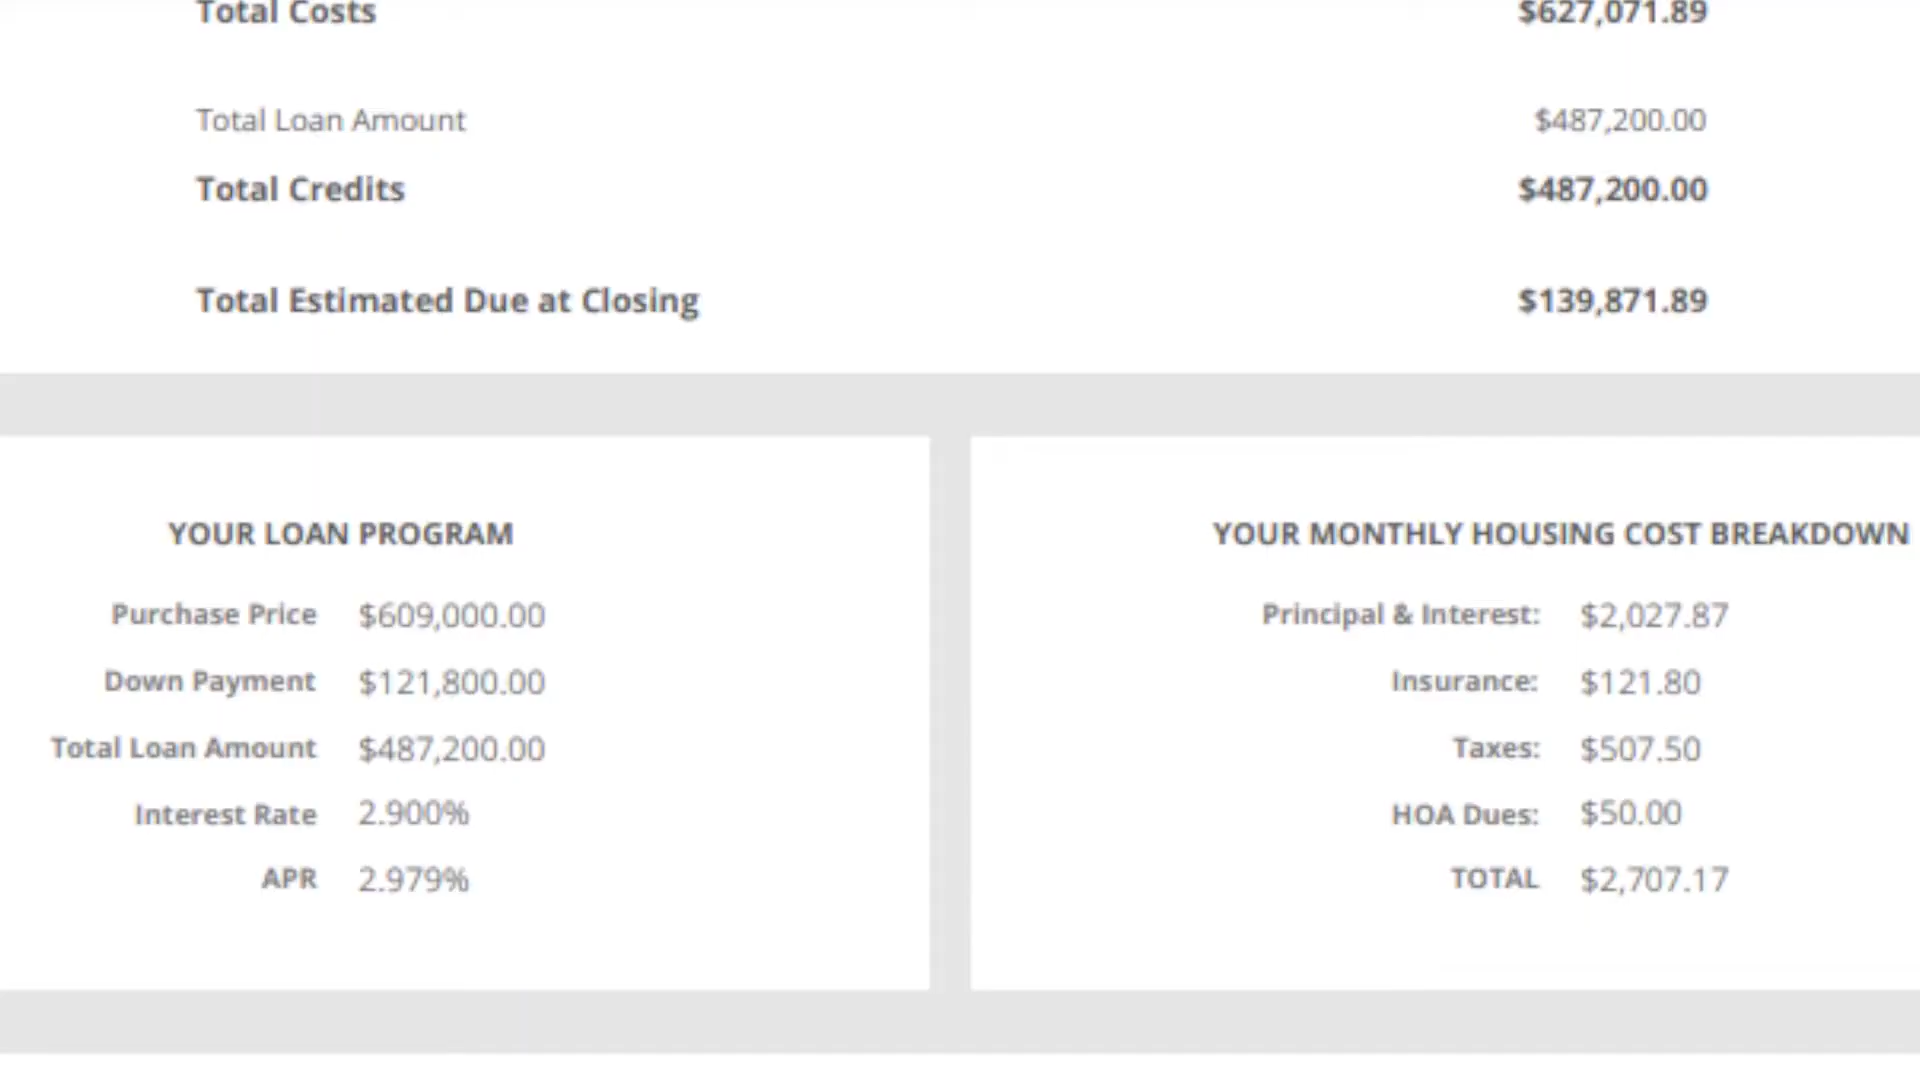 Total Costs $627,071.89
Total Loan Amount $487,200.00
Total Credits $487,200.00
Total Estimated Due at Closing $139,871.89
YOUR LOAN PROGRAM
Purchase Price $609,000.00
Down Payment $121,800.00
Total Loan Amount $487,200.00
Interest Rate 2.900%
APR 2.979%
YOUR MONTHLY HOUSING COST BREAKDOWN
Principal & Interest: $2,027.87
Insurance: $121.80
Taxes: $507.50
HOA Dues: $50.00
TOTAL $2,707.17